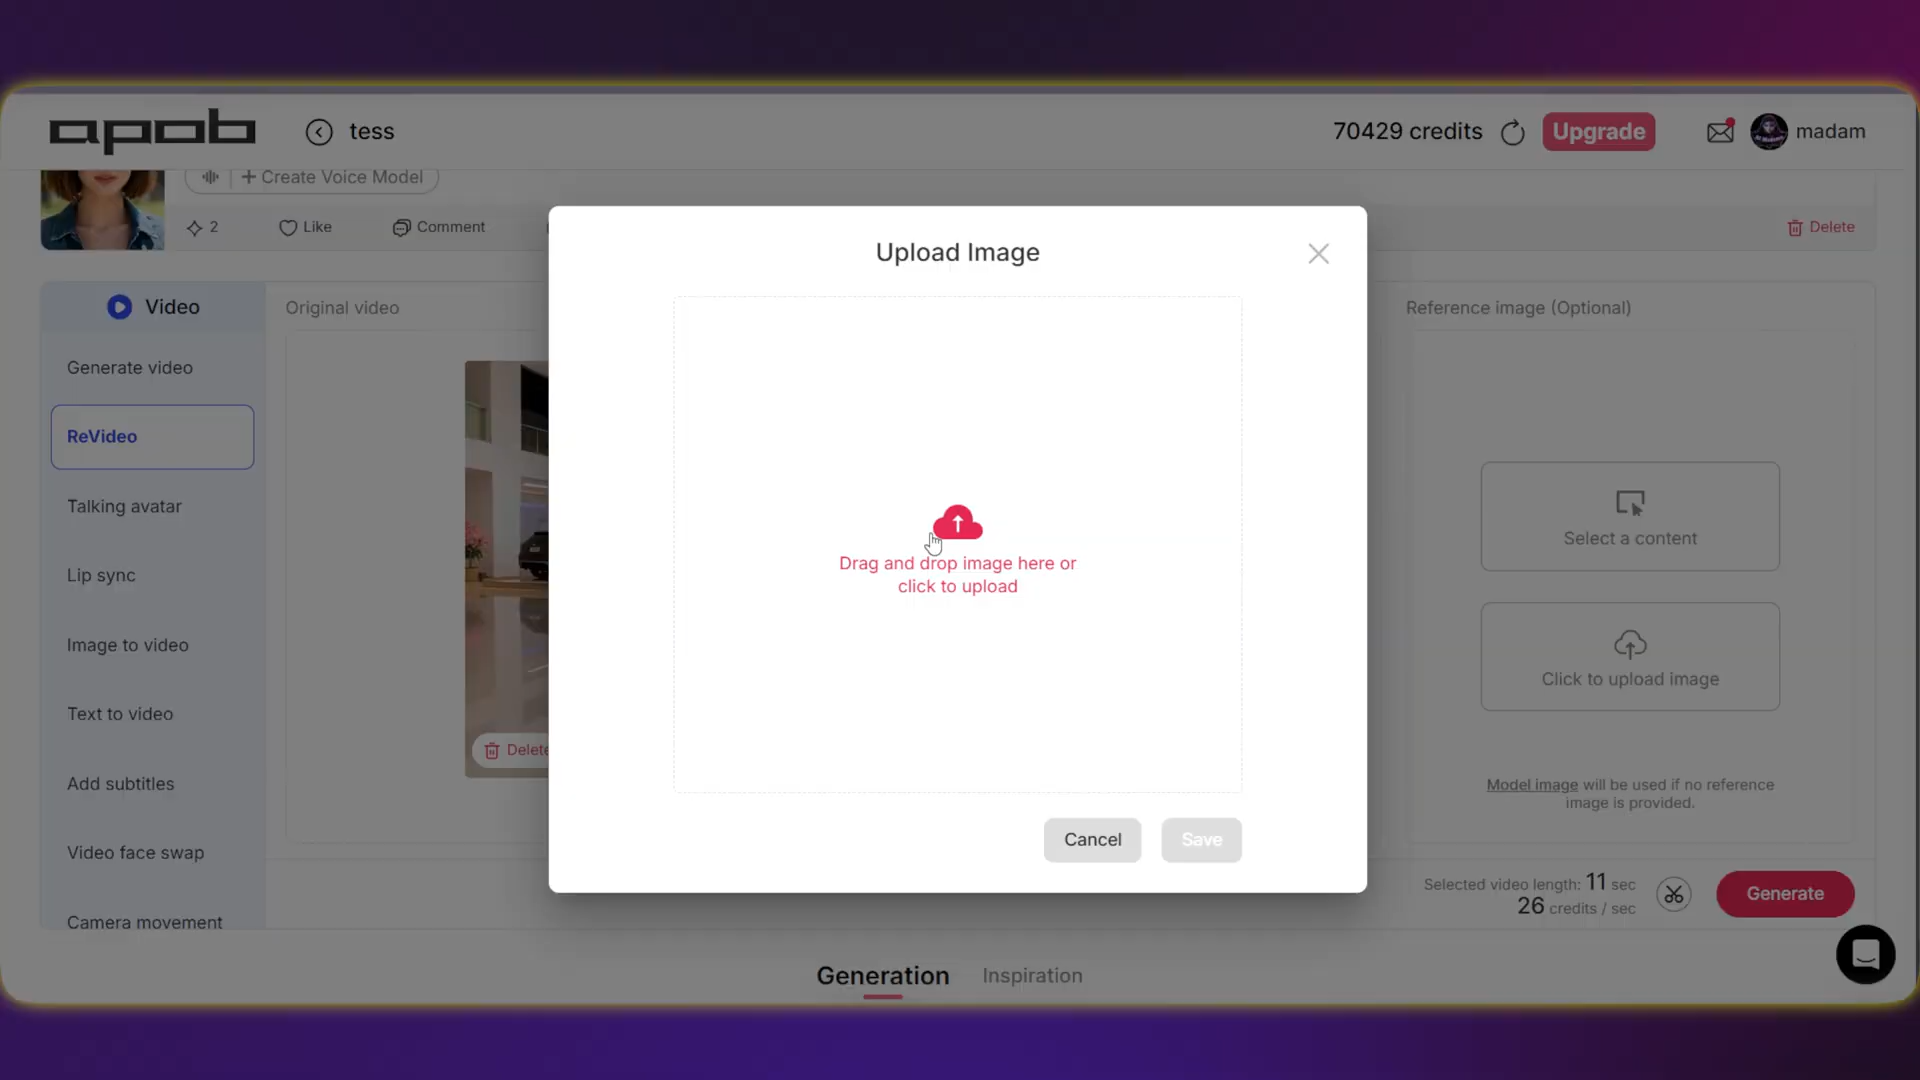 apob
tess
70429 credits
Upgrade
madam
+ Create Voice Model
2
Like
Comment
Delete
Upload Image
Video
Original video
Reference image (Optional)
Generate video
ReVideo
Talking avatar
Lip sync
Image to video
Text to video
Add subtitles
Video face swap
Camera movement
Delete
Drag and drop image here or
click to upload
Cancel
Save
Select a content
Click to upload image
Model image will be used if no reference
image is provided.
Selected video length: 11 sec
26 credits / sec
Generate
Generation
Inspiration